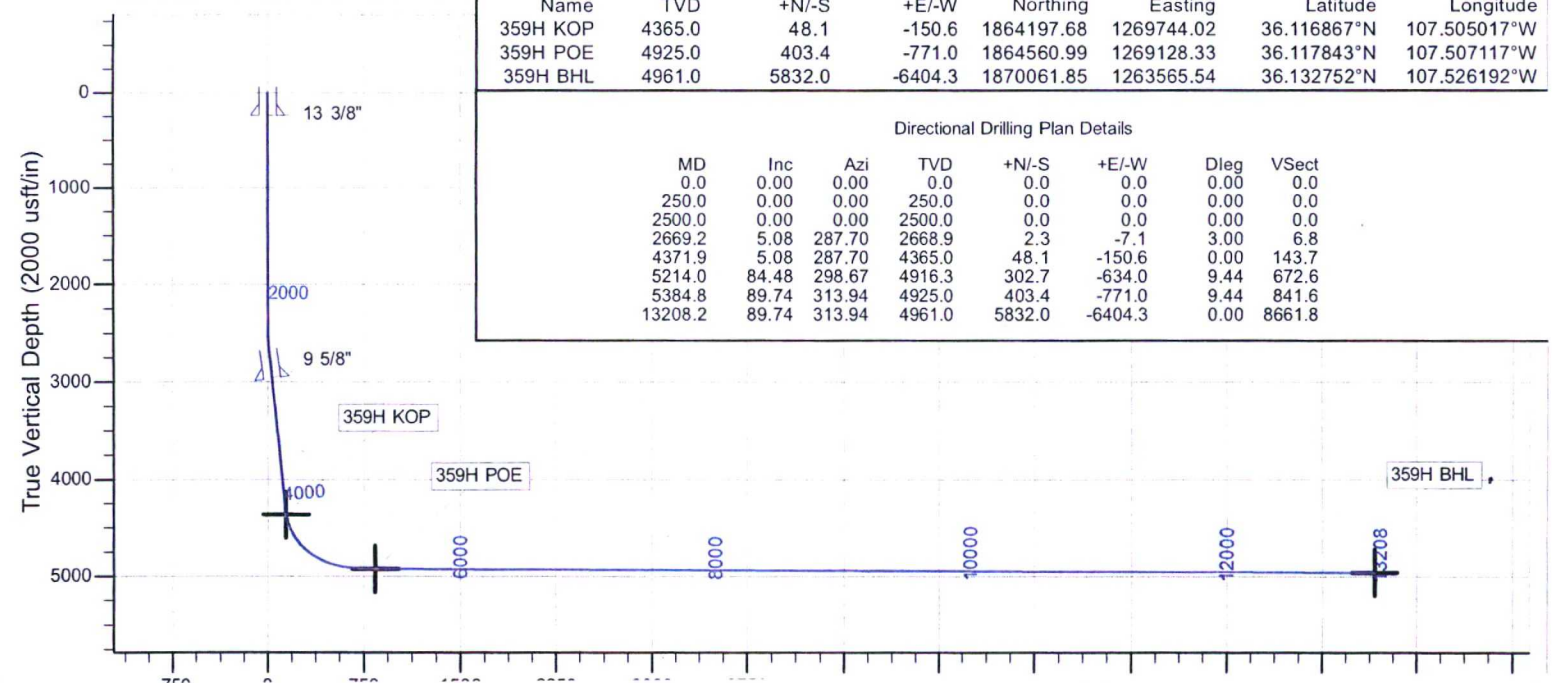 Name TVD +N/-S +E/-W Northing Easting Latitude Longitude
359H KOP 4365.0 48.1 -150.6 1864197.68 1269744.02 36.116867°N 107.505017°W
359H POE 4925.0 403.4 -771.0 1864560.99 1269128.33 36.117843°N 107.507117°W
359H BHL 4961.0 5832.0 -6404.3 1870061.85 1263565.54 36.132752°N 107.526192°W
Directional Drilling Plan Details
MD Inc Azi TVD +N/-S +E/-W Dleg VSect
0.0 0.00 0.00 0.0 0.0 0.0 0.00 0.0
250.0 0.00 0.00 250.0 0.0 0.0 0.00 0.0
2500.0 0.00 0.00 2500.0 0.0 0.0 0.00 0.0
2669.2 5.08 287.70 2668.9 2.3 -7.1 3.00 6.8
4371.9 5.08 287.70 4365.0 48.1 -150.6 0.00 143.7
5214.0 84.48 298.67 4916.3 302.7 -634.0 9.44 672.6
5384.8 89.74 313.94 4925.0 403.4 -771.0 9.44 841.6
13208.2 89.74 313.94 4961.0 5832.0 -6404.3 0.00 8661.8
True Vertical Depth (2000 usft/in)
0
1000
2000
3000
4000
5000
13 3/8"
2000
9 5/8"
359H KOP
4000
359H POE
359H BHL
6000
8000
10000
12000
13208
-750 0 750 1500 2250